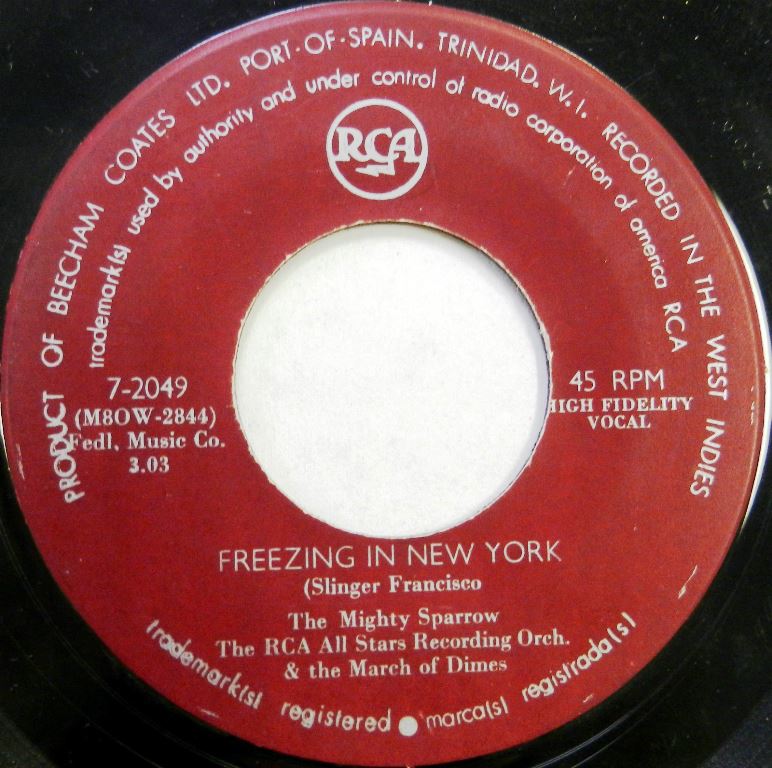 PRODUCT OF BEECHAM COATES LTD. PORT-OF-SPAIN. TRINIDAD. W.I. RECORDED IN THE WEST INDIES
trademark(s) used by authority and under control of radio corporation of america RCA
RCA
7-2049
(M8OW-2844)
Fedl, Music Co.
3.03
45 RPM
HIGH FIDELITY
VOCAL
FREEZING IN NEW YORK
(Slinger Francisco
The Mighty Sparrow
The RCA All Stars Recording Orch.
& the March of Dimes
trademark(s) registered ● marca(s) registrada(s)